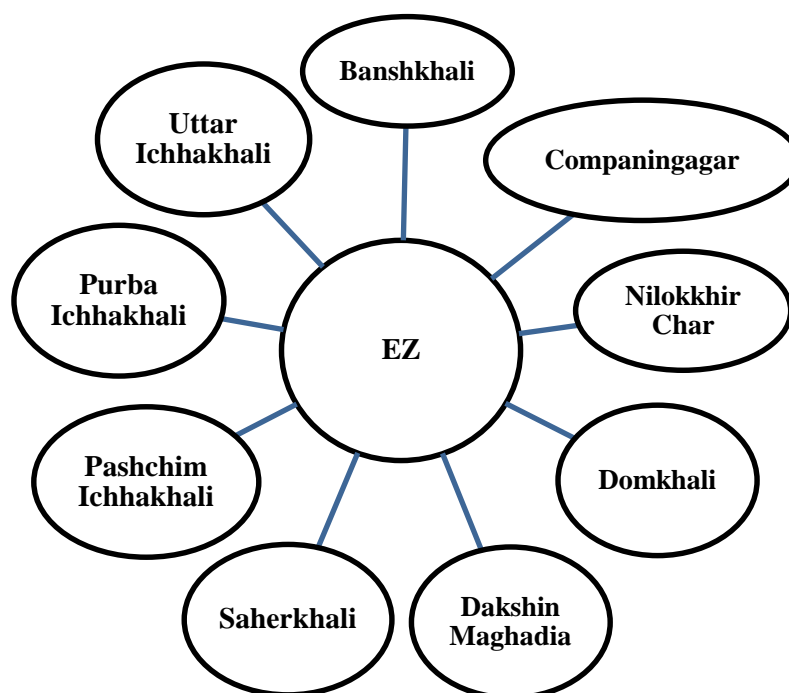 Banshkhali
Uttar
Ichhakhali
Companingagar
Purba
Ichhakhali
Nilokkhir
Char
EZ
Pashchim
Ichhakhali
Domkhali
Saherkhali
Dakshin
Maghadia